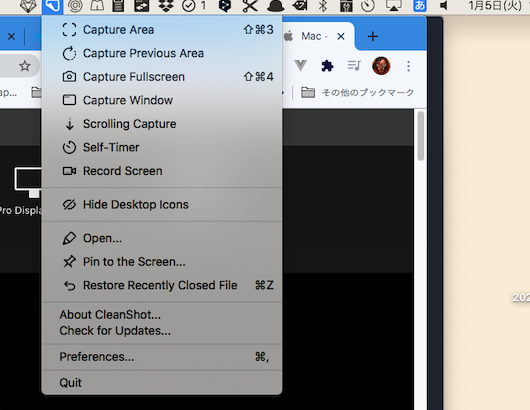 1
あ
1月5日(火)
Mac -
その他のブックマーク
Capture Area ⇧⌘3
Capture Previous Area
Capture Fullscreen ⇧⌘4
Capture Window
Scrolling Capture
Self-Timer
Record Screen
Hide Desktop Icons
Open...
Pin to the Screen...
Restore Recently Closed File ⌘Z
About CleanShot...
Check for Updates...
Preferences... ⌘,
Quit
ap...
Pro Displa
202